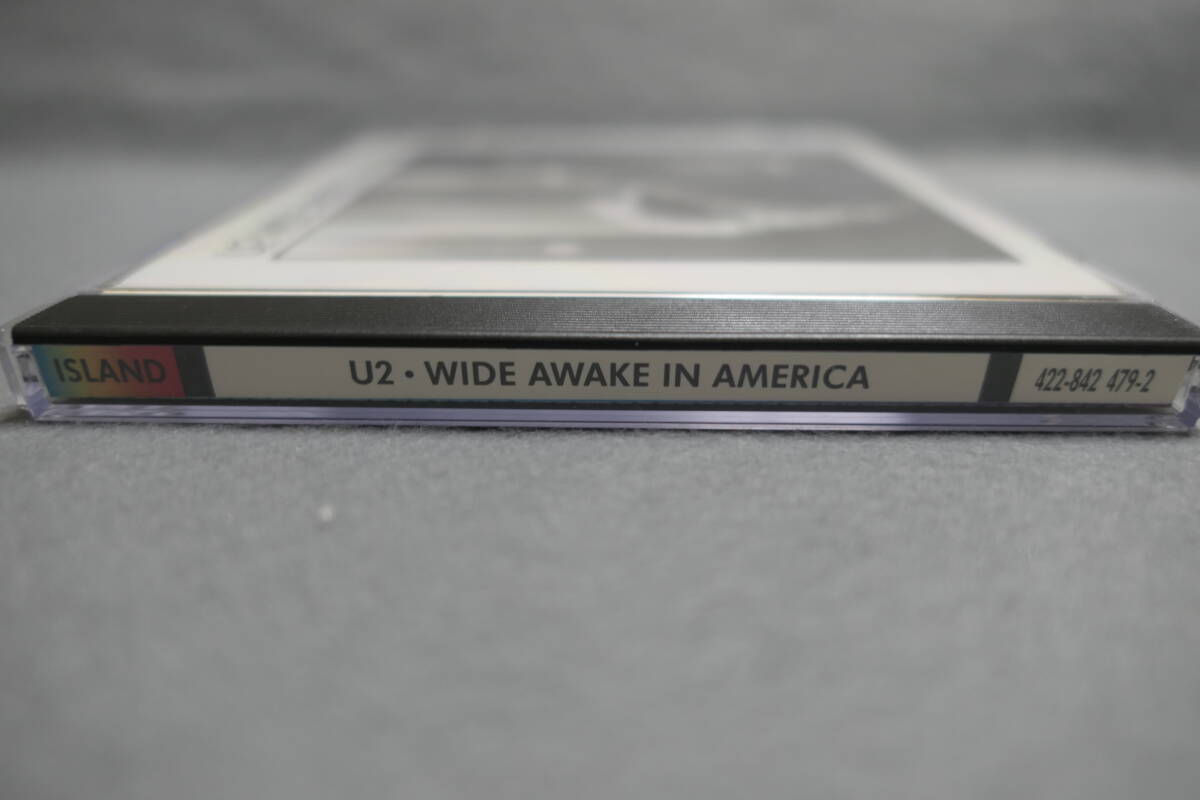 ISLAND U2 • WIDE AWAKE IN AMERICA 422-842 479-2